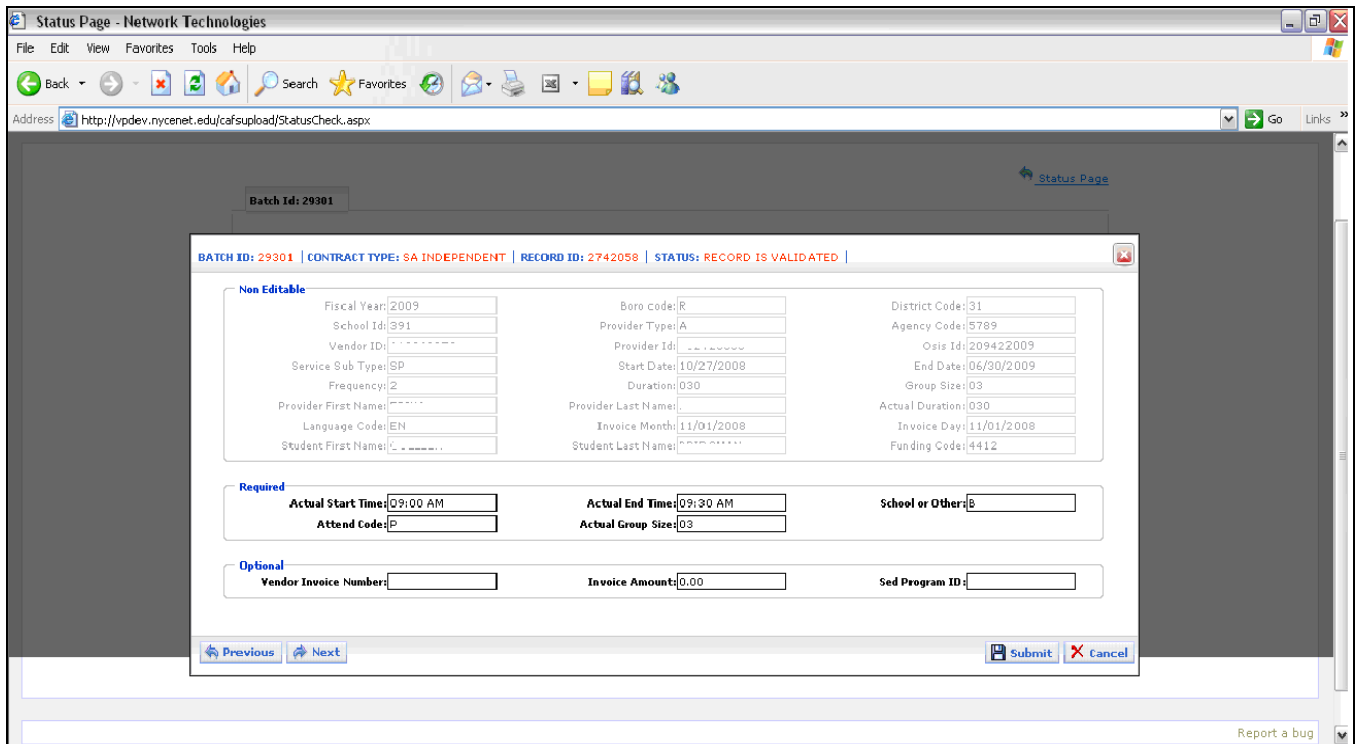 Status Page - Network Technologies
File Edit View Favorites Tools Help
Back Search Favorites
Address http://vpdev.nycenet.edu/cafsupload/StatusCheck.aspx Go Links »
Status Page
Batch Id: 29301
BATCH ID: 29301 | CONTRACT TYPE: SA INDEPENDENT | RECORD ID: 2742058 | STATUS: RECORD IS VALIDATED |
Non Editable
Fiscal Year: 2009 Boro code: R District Code: 31
School Id: 391 Provider Type: A Agency Code: 5789
Vendor ID: Provider Id: Osis Id: 209422009
Service Sub Type: SP Start Date: 10/27/2008 End Date: 06/30/2009
Frequency: 2 Duration: 030 Group Size: 03
Provider First Name: Provider Last Name: . Actual Duration: 030
Language Code: EN Invoice Month: 11/01/2008 Invoice Day: 11/01/2008
Student First Name: Student Last Name: Funding Code: 4412
Required
Actual Start Time: 09:00 AM Actual End Time: 09:30 AM School or Other: B
Attend Code: P Actual Group Size: 03
Optional
Vendor Invoice Number: Invoice Amount: 0.00 Sed Program ID:
Previous Next Submit Cancel
Report a bug